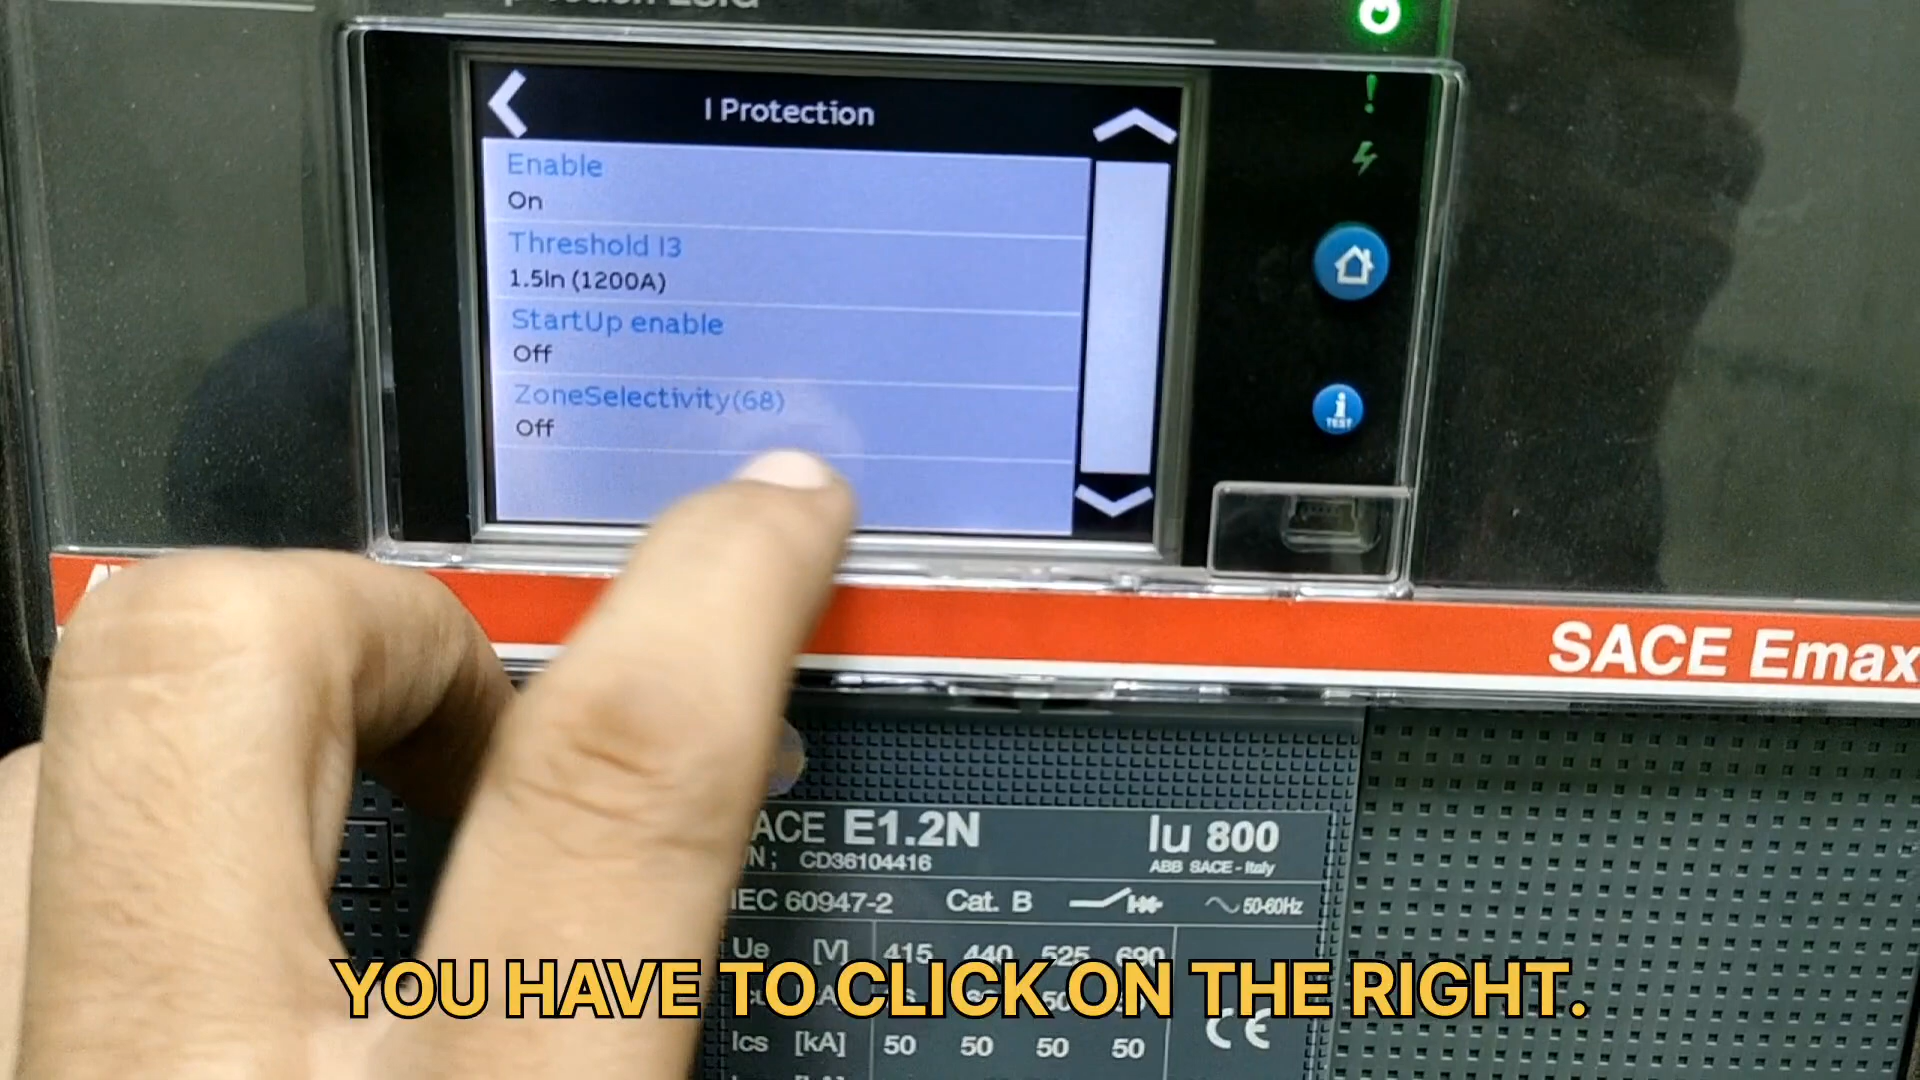 I Protection
Enable
On
Threshold I3
1.5In (1200A)
StartUp enable
Off
ZoneSelectivity(68)
Off
TEST
SACE Emax
ACE E1.2N
Iu 800
CD36104416
ABB SACE - Italy
IEC 60947-2 Cat. B 50-60Hz
Ue [V] 415 440 525 690
YOU HAVE TO CLICK ON THE RIGHT.
CE
Ics [kA] 50 50 50 50